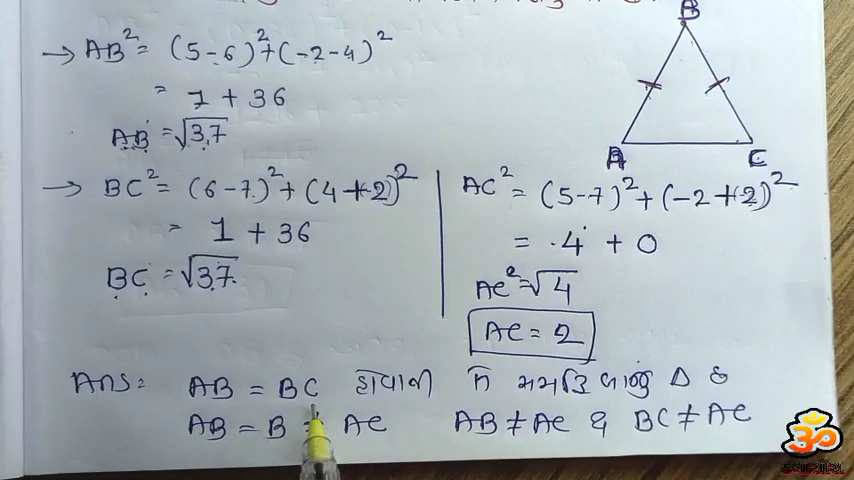 B
→ AB² = (5-6)²+(-2-4)²
= 1 + 36
AB = √37
A C
→ BC² = (6-7)²+(4+2)²
= 1 + 36
BC = √37
AC² = (5-7)²+(-2+2)²
= 4 + 0
AC² = √4
AC = 2
Ans = AB = BC હોવાથી Δ છે
AB = B = AC AB ≠ AC & BC ≠ AC
ॐ